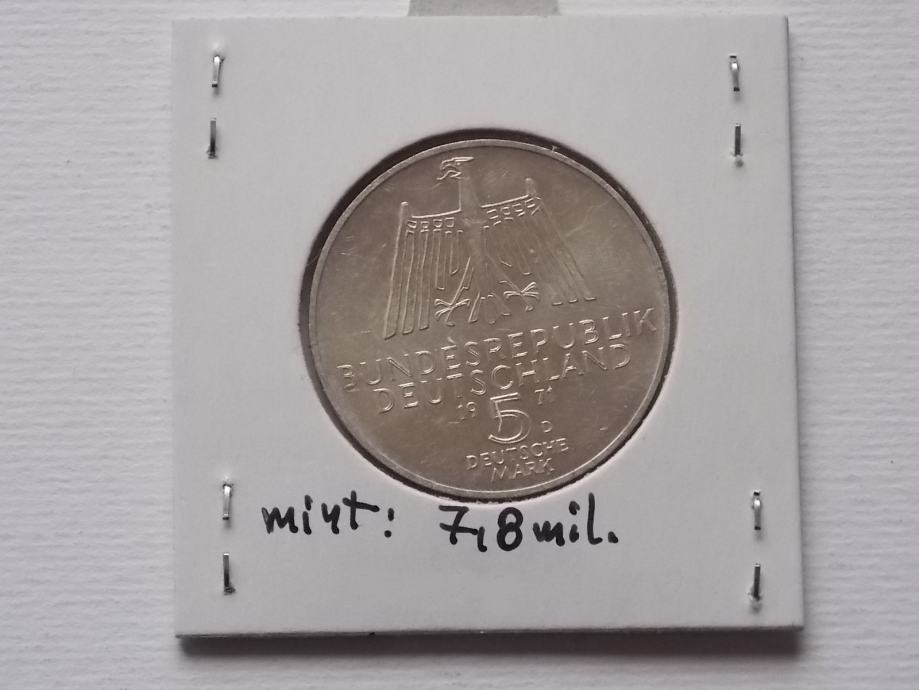 BUNDESREPUBLIK
DEUTSCHLAND
19 71
5 D
DEUTSCHE
MARK
mint: 7,8 mil.